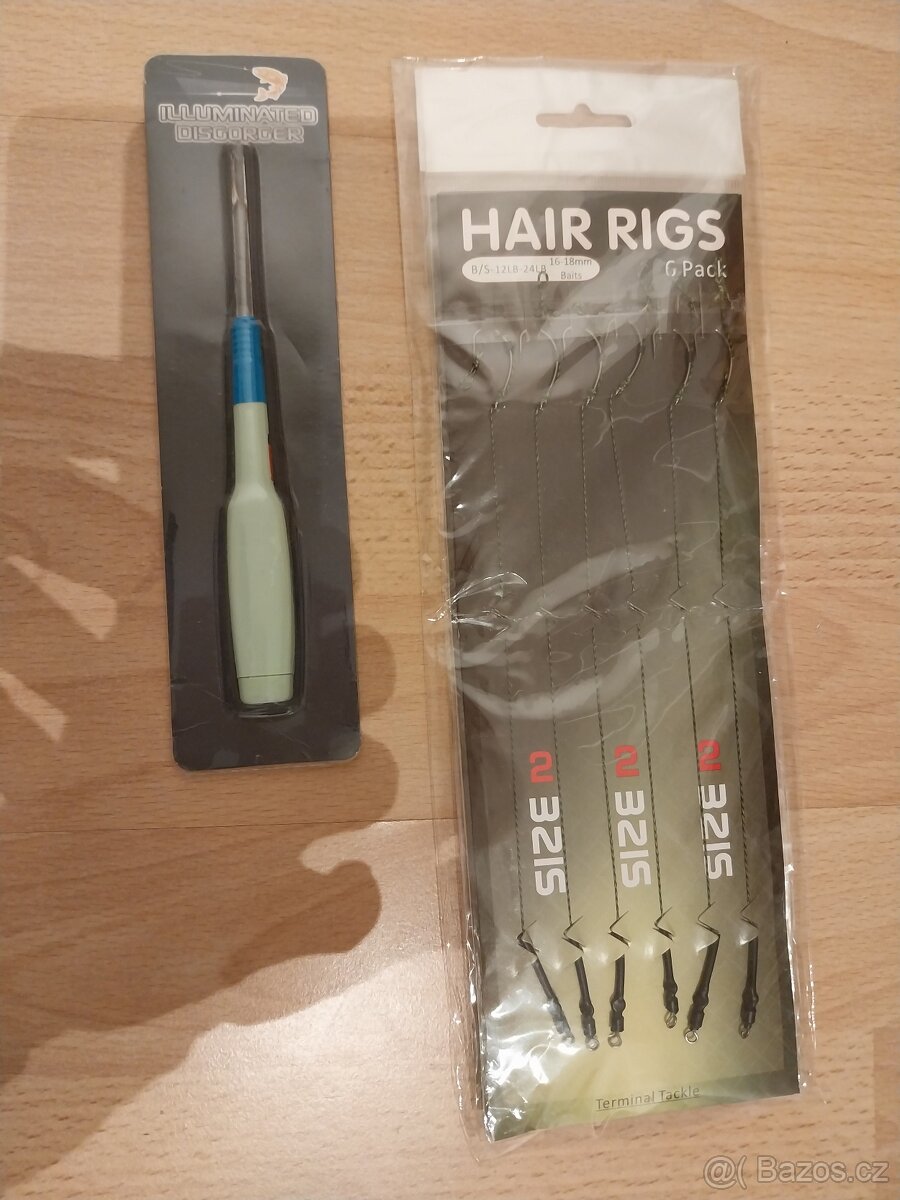 ILLUMINATED
DISGORGER
HAIR RIGS
B/S-12LB-24LB
16-18mm
Baits
6 Pack
SIZE 2
SIZE 2
SIZE 2
Terminal Tackle
@( Bazos.cz